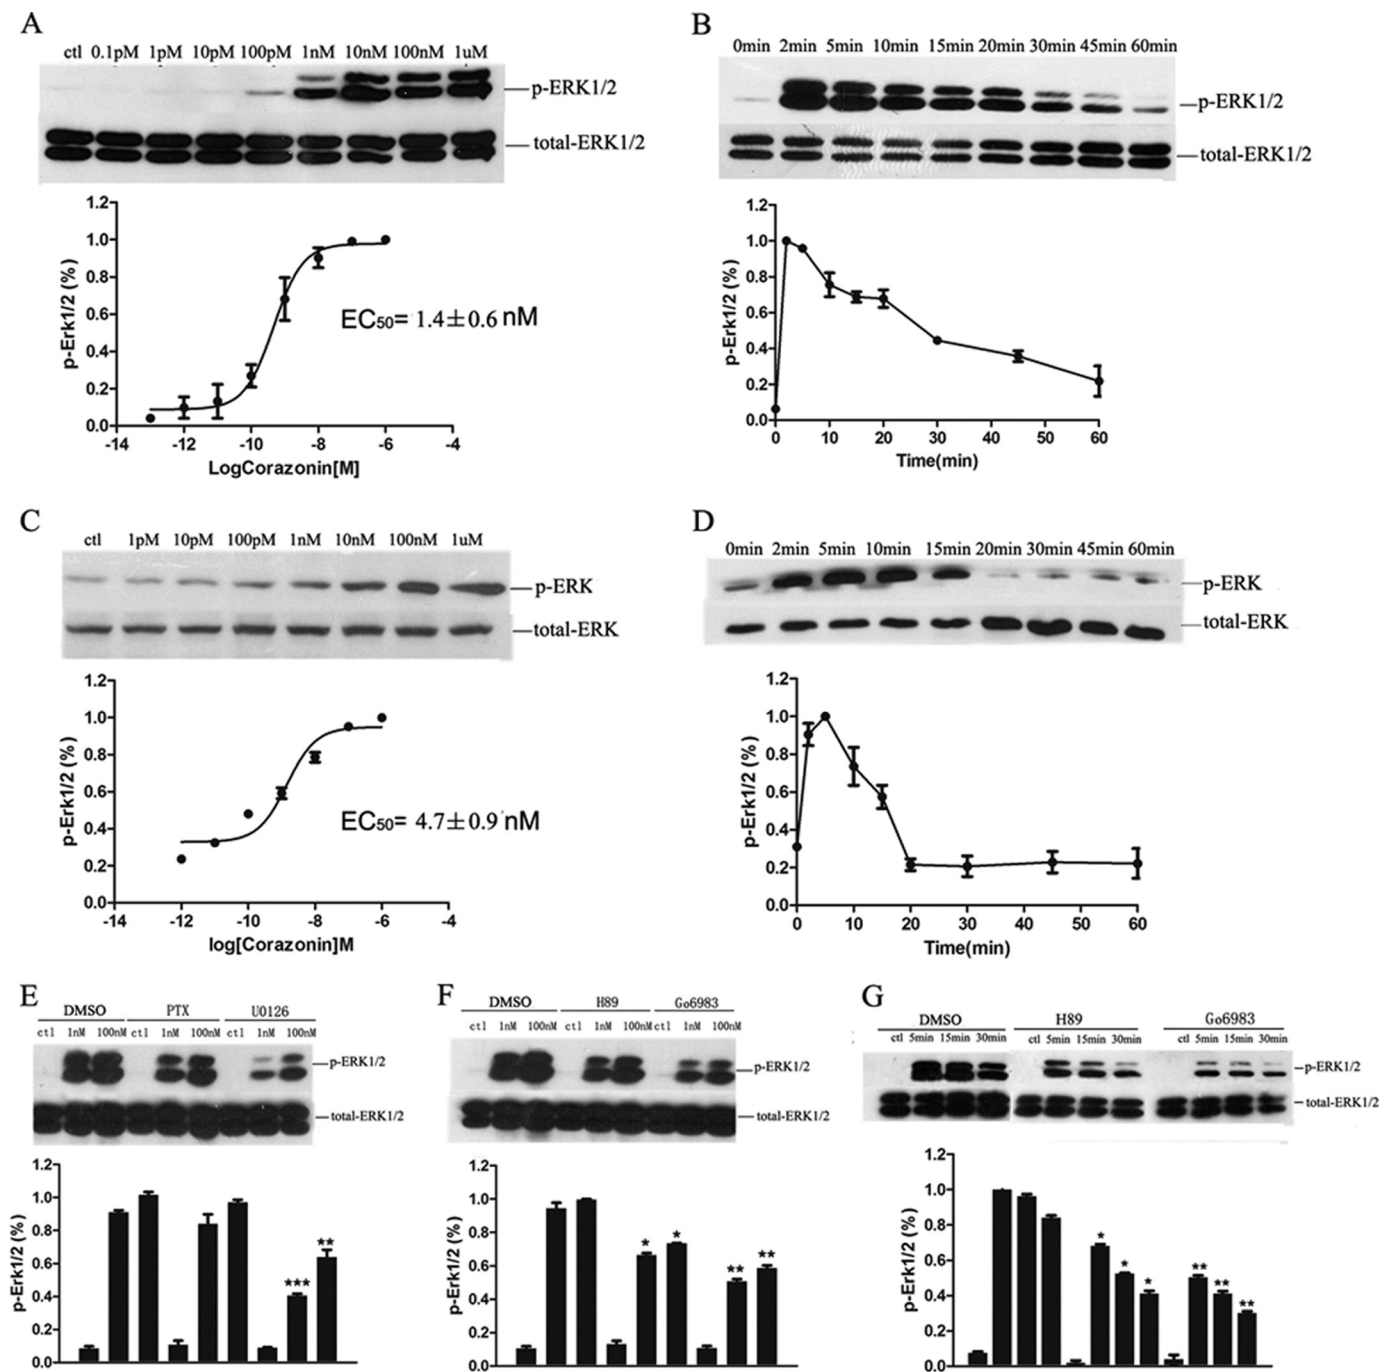 A
ctl 0.1pM 1pM 10pM 100pM 1nM 10nM 100nM 1uM
p-ERK1/2
total-ERK1/2
p-Erk1/2 (%)
1.2
1.0
0.8
0.6
0.4
0.2
0.0
EC50= 1.4±0.6 nM
-14 -12 -10 -8 -6 -4
LogCorazonin[M]
B
0min 2min 5min 10min 15min 20min 30min 45min 60min
p-ERK1/2
total-ERK1/2
p-Erk1/2 (%)
1.2
1.0
0.8
0.6
0.4
0.2
0.0
0 10 20 30 40 50 60
Time(min)
C
ctl 1pM 10pM 100pM 1nM 10nM 100nM 1uM
p-ERK
total-ERK
p-Erk1/2 (%)
1.2
1.0
0.8
0.6
0.4
0.2
0.0
EC50= 4.7±0.9 nM
-14 -12 -10 -8 -6 -4
log[Corazonin]M
D
0min 2min 5min 10min 15min 20min 30min 45min 60min
p-ERK
total-ERK
p-Erk1/2 (%)
1.2
1.0
0.8
0.6
0.4
0.2
0.0
0 10 20 30 40 50 60
Time(min)
E
DMSO PTX U0126
ctl 1nM 100nM ctl 1nM 100nM ctl 1nM 100nM
p-ERK1/2
total-ERK1/2
p-Erk1/2 (%)
1.2
1.0
0.8
0.6
0.4
0.2
0.0
*** **
F
DMSO H89 Go6983
ctl 1nM 100nM ctl 1nM 100nM ctl 1nM 100nM
p-ERK1/2
total-ERK1/2
p-Erk1/2 (%)
1.2
1.0
0.8
0.6
0.4
0.2
0.0
* * ** **
G
DMSO H89 Go6983
ctl 5min 15min 30min ctl 5min 15min 30min ctl 5min 15min 30min
p-ERK1/2
total-ERK1/2
p-Erk1/2 (%)
1.2
1.0
0.8
0.6
0.4
0.2
0.0
* * * ** ** **